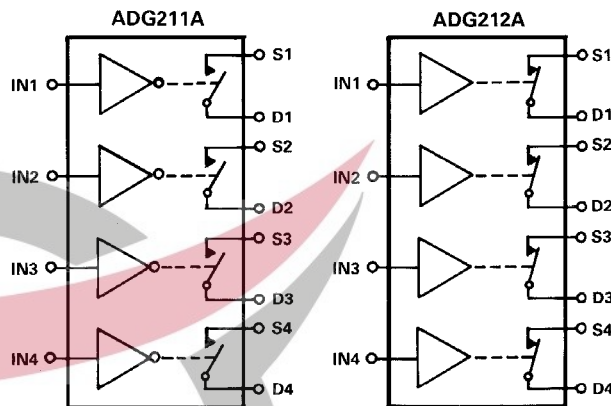 ADG211A
S1
IN1
D1
S2
IN2
D2
S3
IN3
D3
S4
IN4
D4
ADG212A
S1
IN1
D1
S2
IN2
D2
S3
IN3
D3
S4
IN4
D4